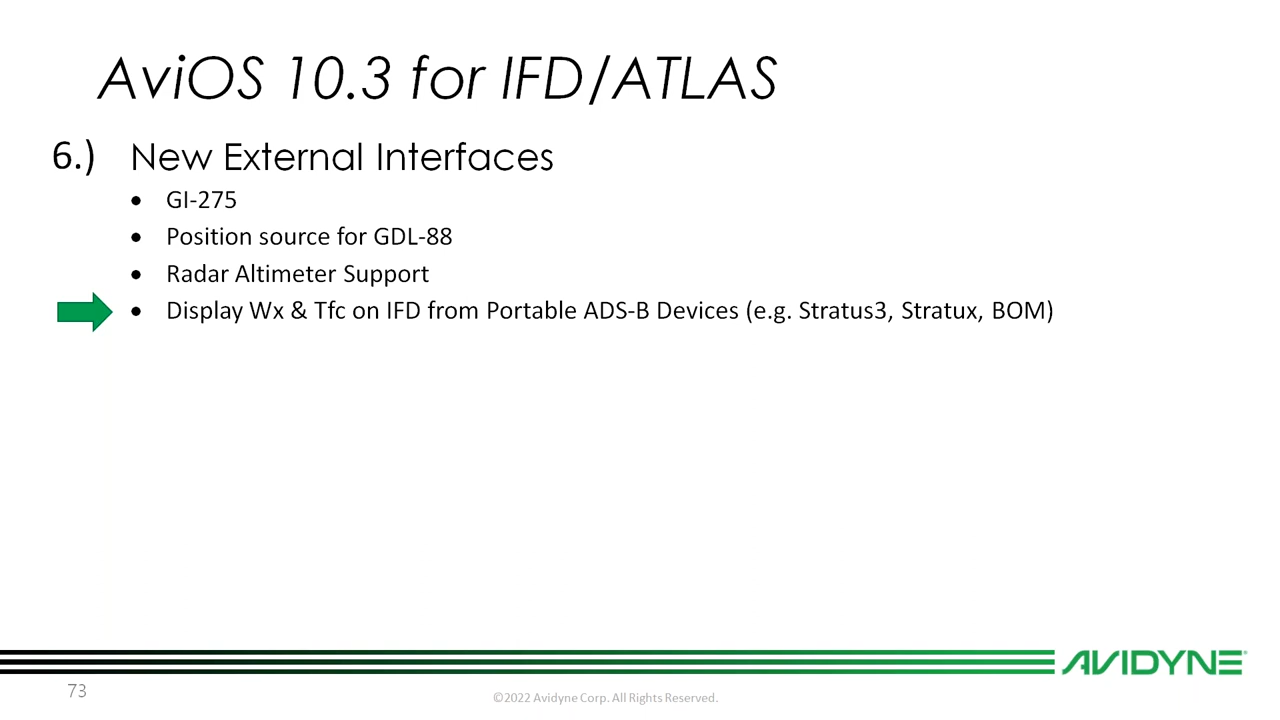 AviOS 10.3 for IFD/ATLAS
6.) New External Interfaces
• GI-275
• Position source for GDL-88
• Radar Altimeter Support
• Display Wx & Tfc on IFD from Portable ADS-B Devices (e.g. Stratus3, Stratux, BOM)
AVIDYNE
73
©2022 Avidyne Corp. All Rights Reserved.